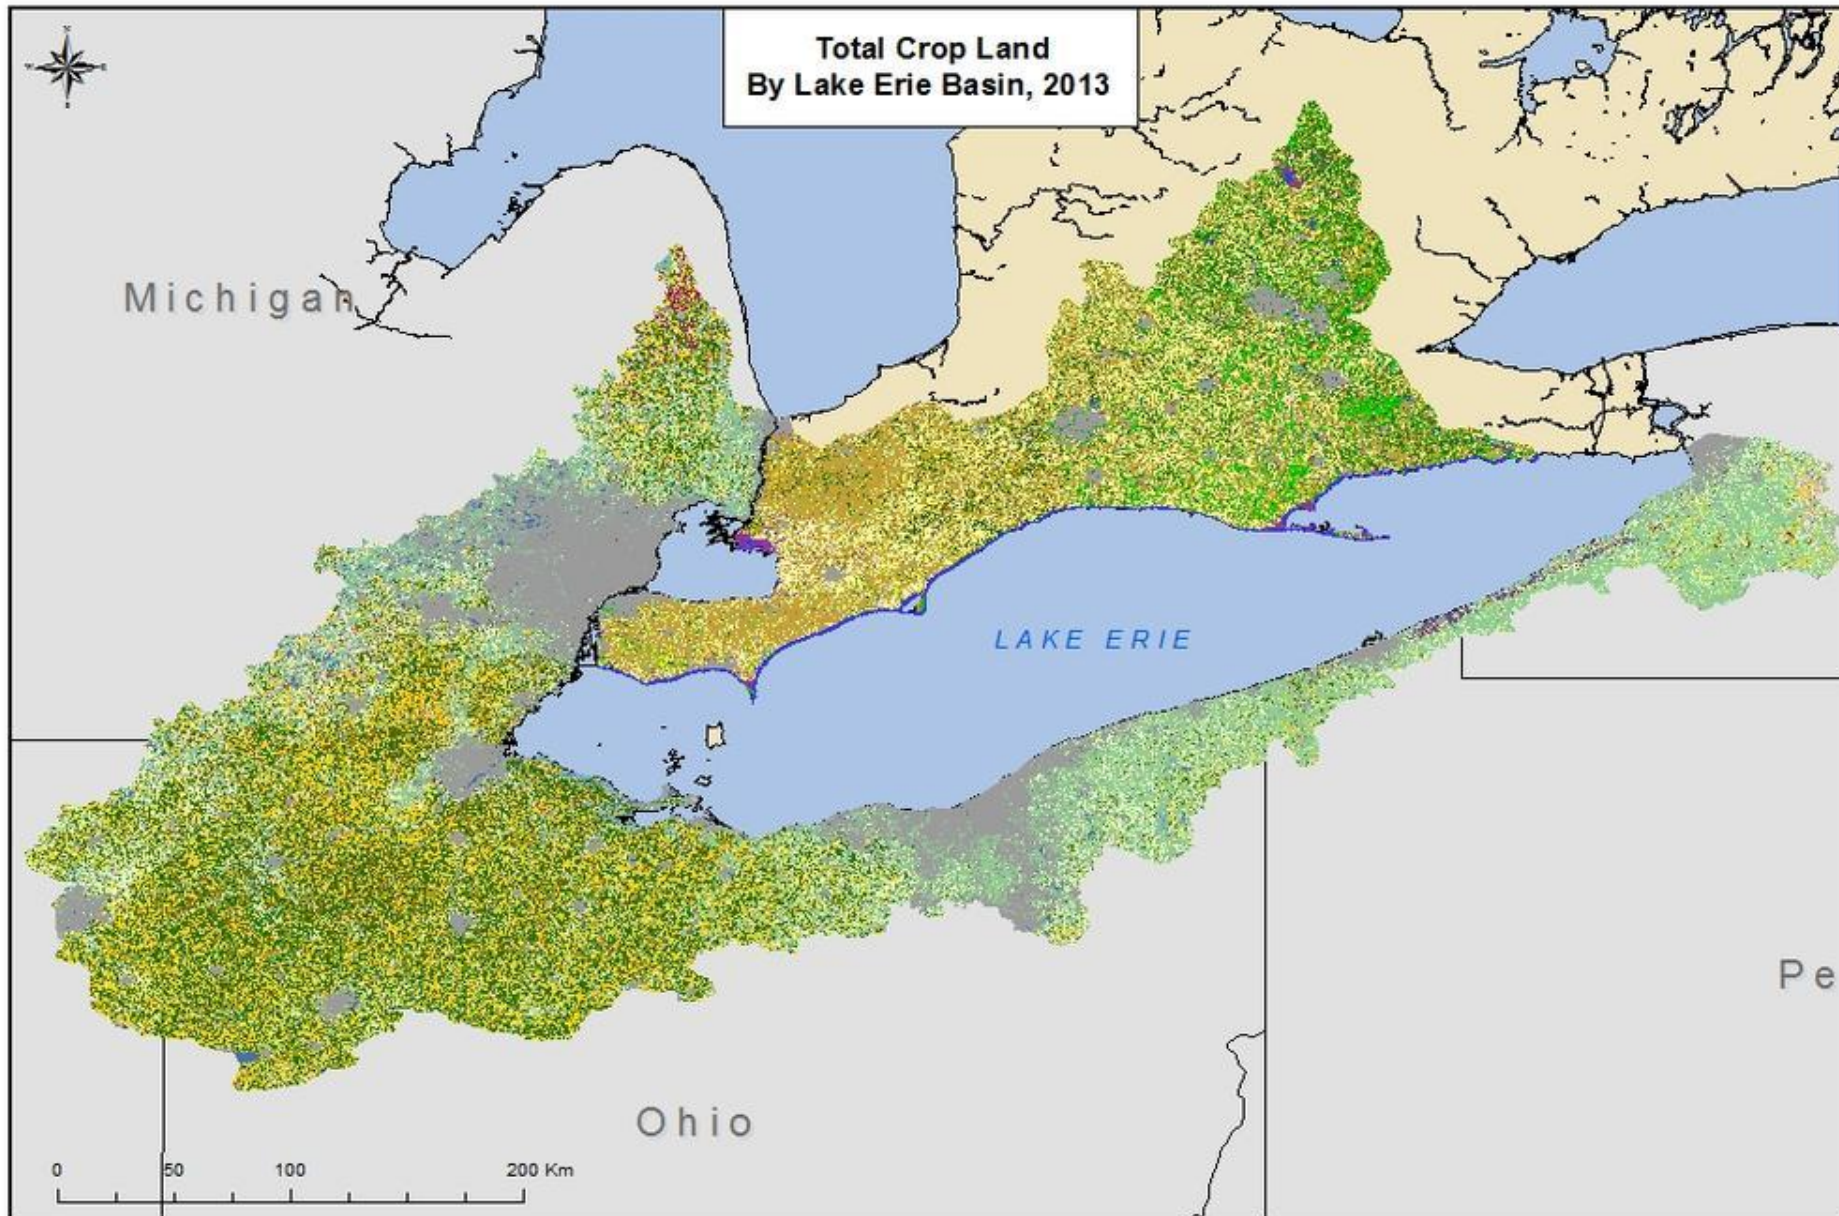 Total Crop Land
By Lake Erie Basin, 2013
Michigan
LAKE ERIE
Pe
Ohio
0 50 100 200 Km